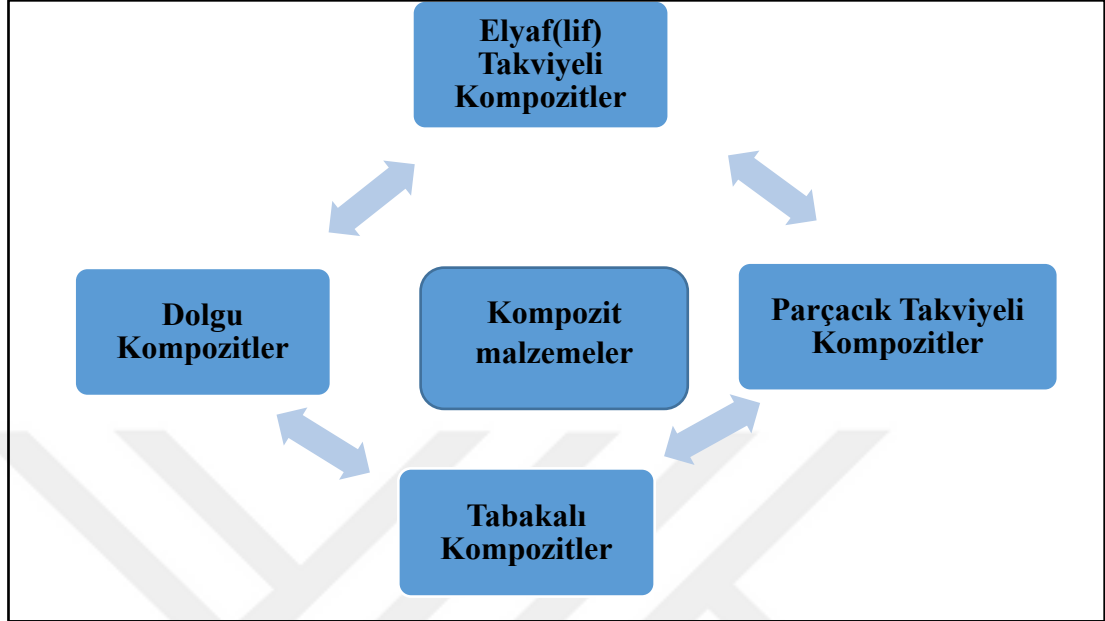 Elyaf(lif)
Takviyeli
Kompozitler
Dolgu
Kompozitler
Kompozit
malzemeler
Parçacık Takviyeli
Kompozitler
Tabakalı
Kompozitler